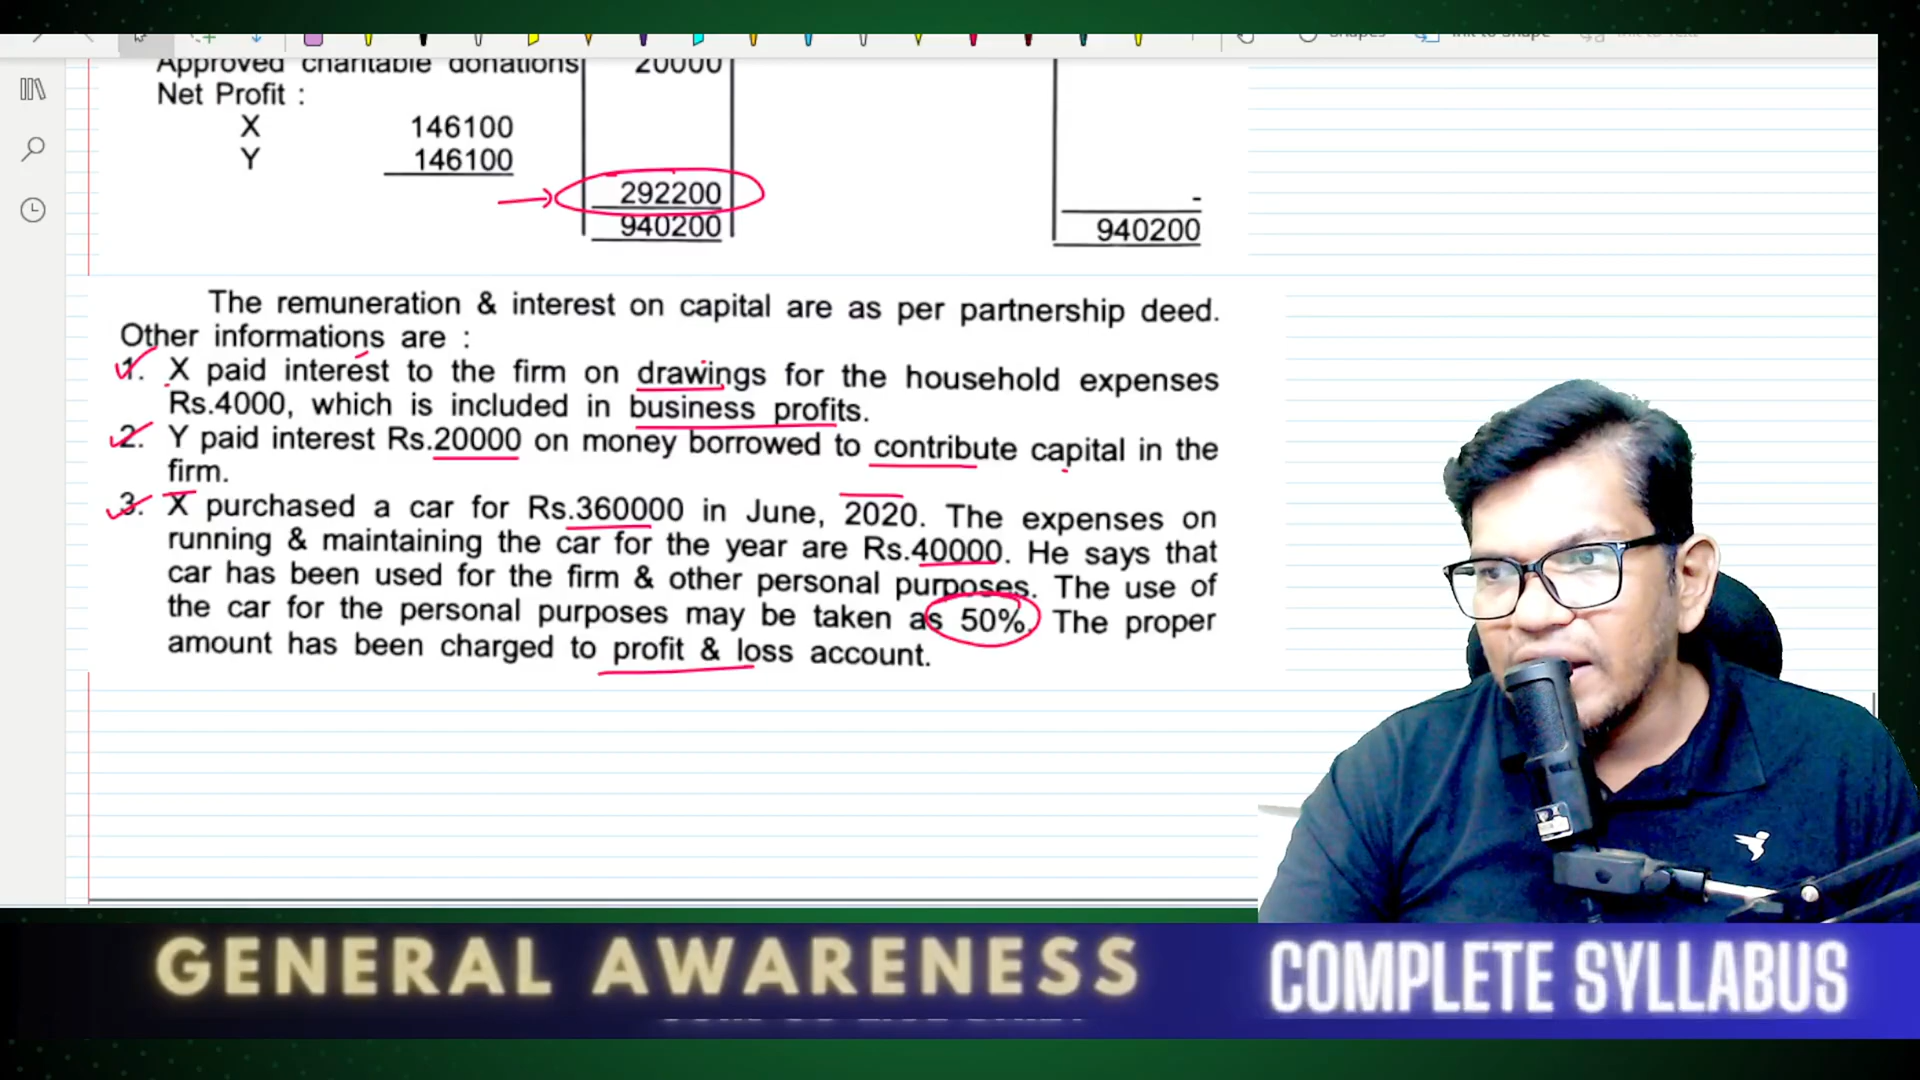 Approved charitable donations 20000
Net Profit :
X 146100
Y 146100
292200 -
940200 940200
The remuneration & interest on capital are as per partnership deed.
Other informations are :
1. X paid interest to the firm on drawings for the household expenses
Rs.4000, which is included in business profits.
2. Y paid interest Rs.20000 on money borrowed to contribute capital in the
firm.
3. X purchased a car for Rs.360000 in June, 2020. The expenses on
running & maintaining the car for the year are Rs.40000. He says that
car has been used for the firm & other personal purposes. The use of
the car for the personal purposes may be taken as 50%. The proper
amount has been charged to profit & loss account.
GENERAL AWARENESS
COMPLETE SYLLABUS